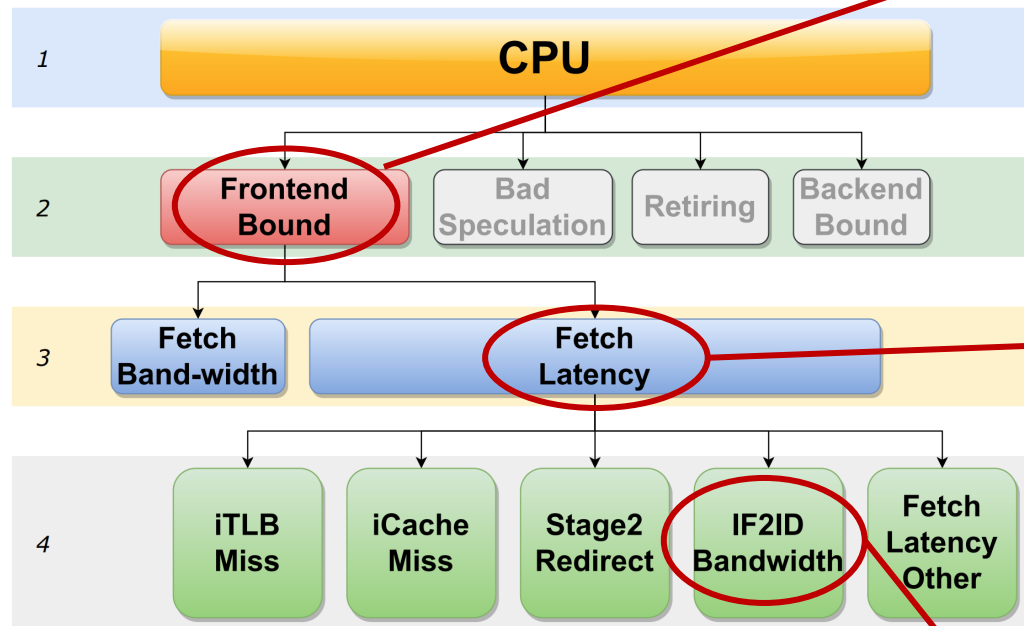 1
CPU
2
Frontend
Bound
Bad
Speculation
Retiring
Backend
Bound
3
Fetch
Band-width
Fetch
Latency
4
iTLB
Miss
iCache
Miss
Stage2
Redirect
IF2ID
Bandwidth
Fetch
Latency
Other